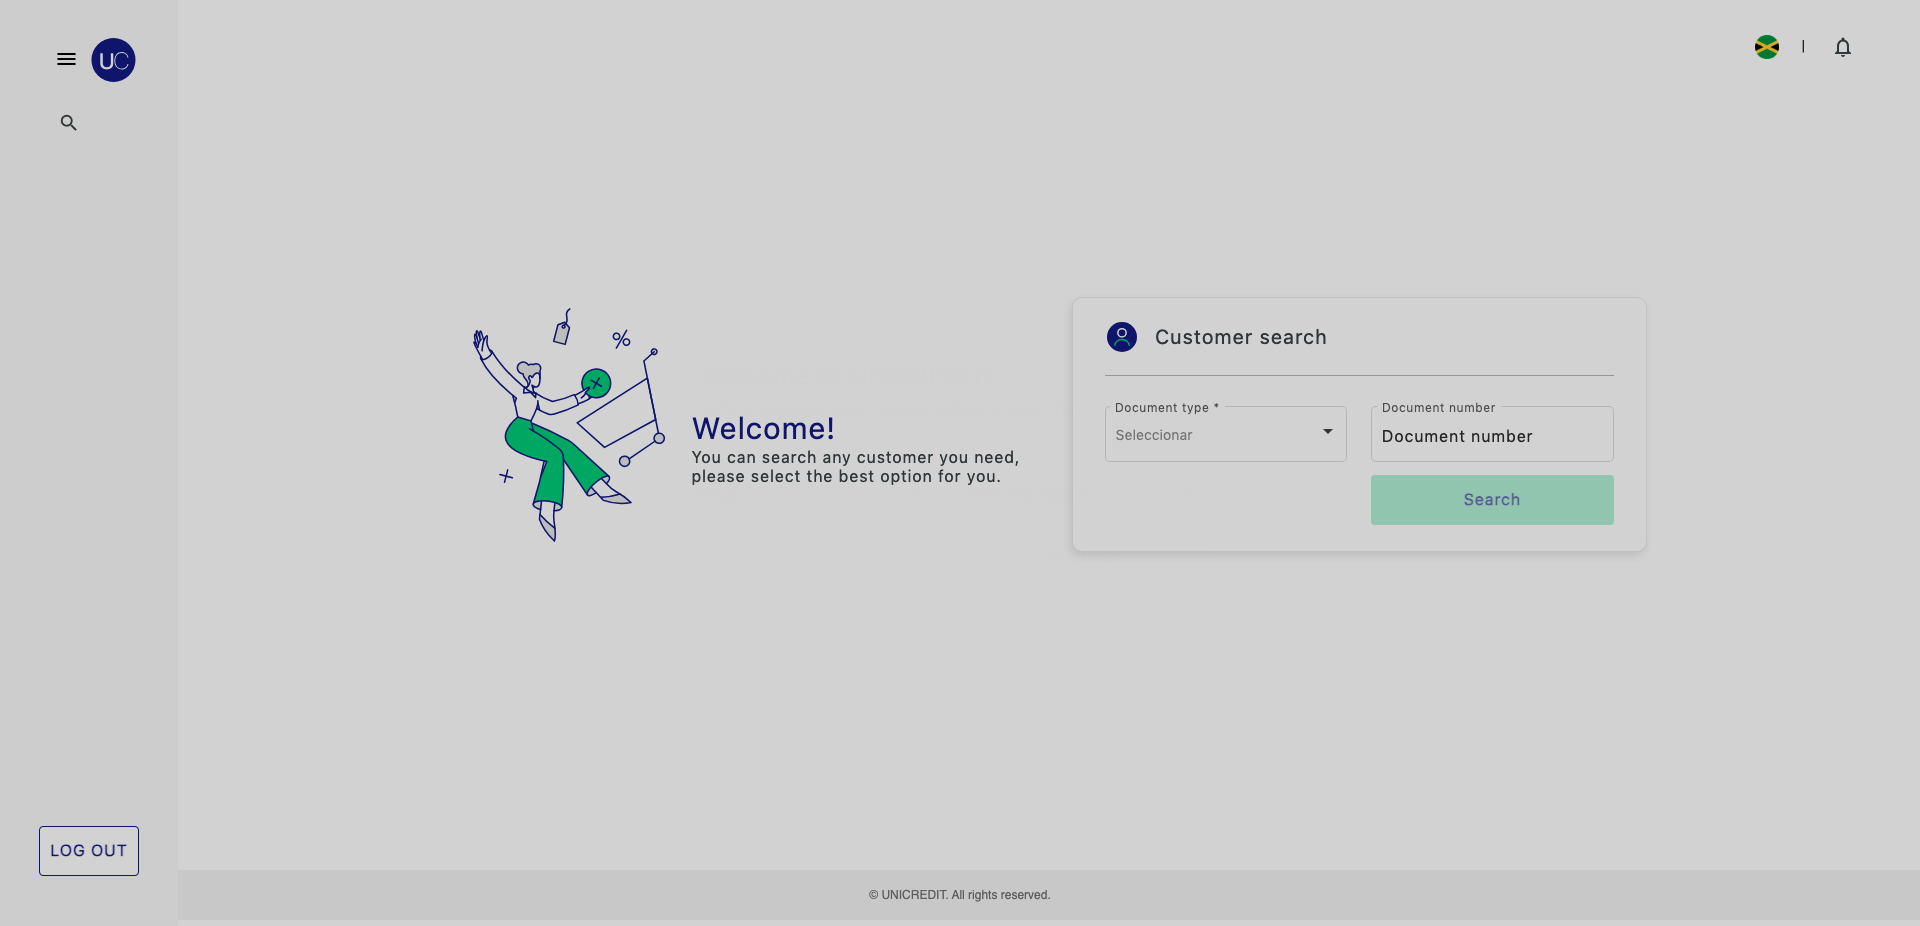 UC
Welcome!
You can search any customer you need,
please select the best option for you.
Customer search
Document type *
Seleccionar
Document number
Document number
Search
LOG OUT
© UNICREDIT. All rights reserved.